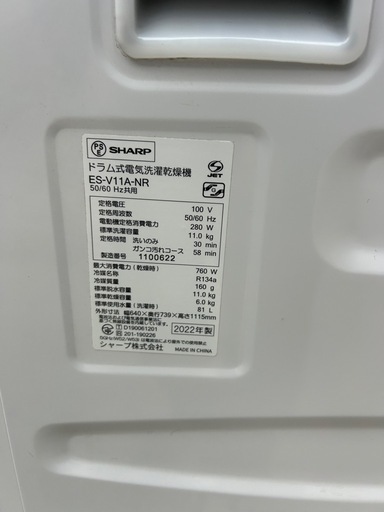 PS E SHARP
JET
ドラム式電気洗濯乾燥機
ES-V11A-NR
50/60 Hz共用
定格電圧 100 V
定格周波数 50/60 Hz
電動機定格消費電力 280 W
標準洗濯容量 11.0 kg
定格時間 洗いのみ 30 min
ガンコ汚れコース 58 min
製造番号 1100622
最大消費電力(乾燥時) 760 W
冷媒 R134a
冷媒質量 160 g
標準脱水容量 11.0 kg
標準乾燥容量 6.0 kg
標準使用水量(洗濯時) 81 L
外形寸法 幅640×奥行739×高さ1115mm
D190061201
201-190226
2022年製
シャープ株式会社
MADE IN CHINA